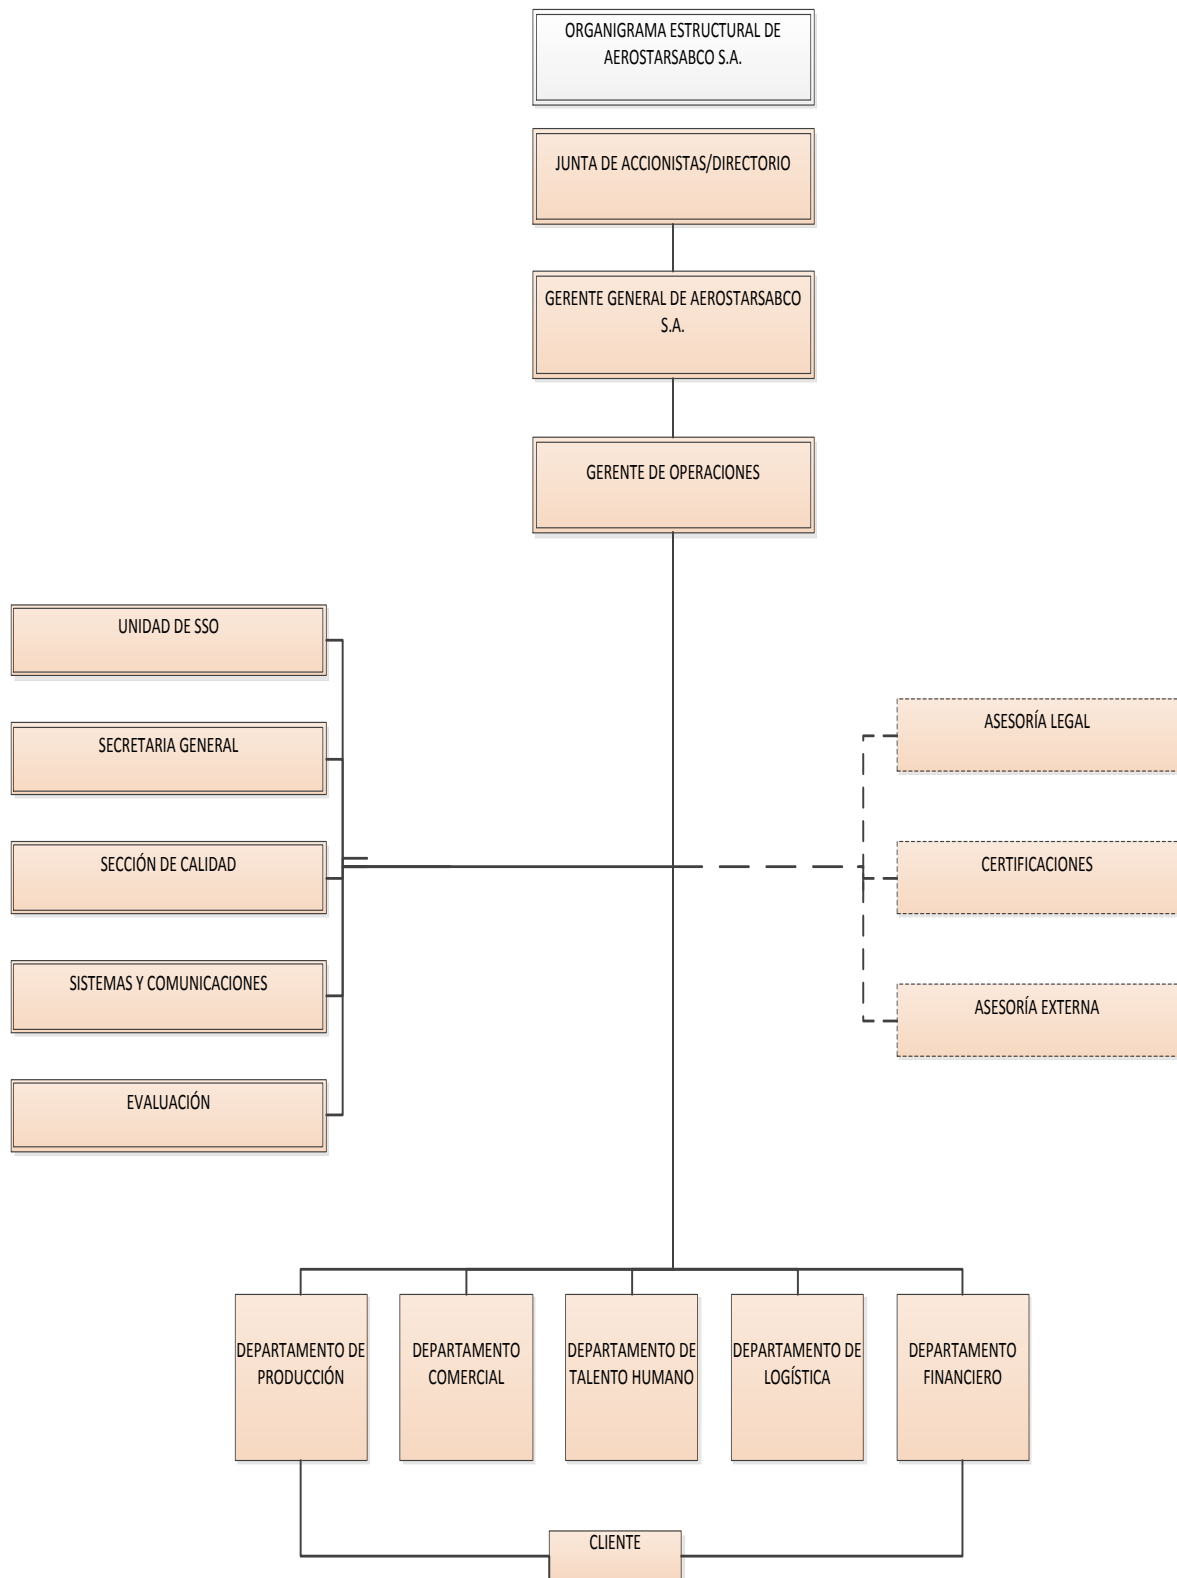 ORGANIGRAMA ESTRUCTURAL DE
AEROSTARSABCO S.A.
JUNTA DE ACCIONISTAS/DIRECTORIO
GERENTE GENERAL DE AEROSTARSABCO
S.A.
GERENTE DE OPERACIONES
UNIDAD DE SSO
SECRETARIA GENERAL
SECCIÓN DE CALIDAD
SISTEMAS Y COMUNICACIONES
EVALUACIÓN
ASESORÍA LEGAL
CERTIFICACIONES
ASESORÍA EXTERNA
DEPARTAMENTO DE
PRODUCCIÓN
DEPARTAMENTO
COMERCIAL
DEPARTAMENTO DE
TALENTO HUMANO
DEPARTAMENTO DE
LOGÍSTICA
DEPARTAMENTO
FINANCIERO
CLIENTE